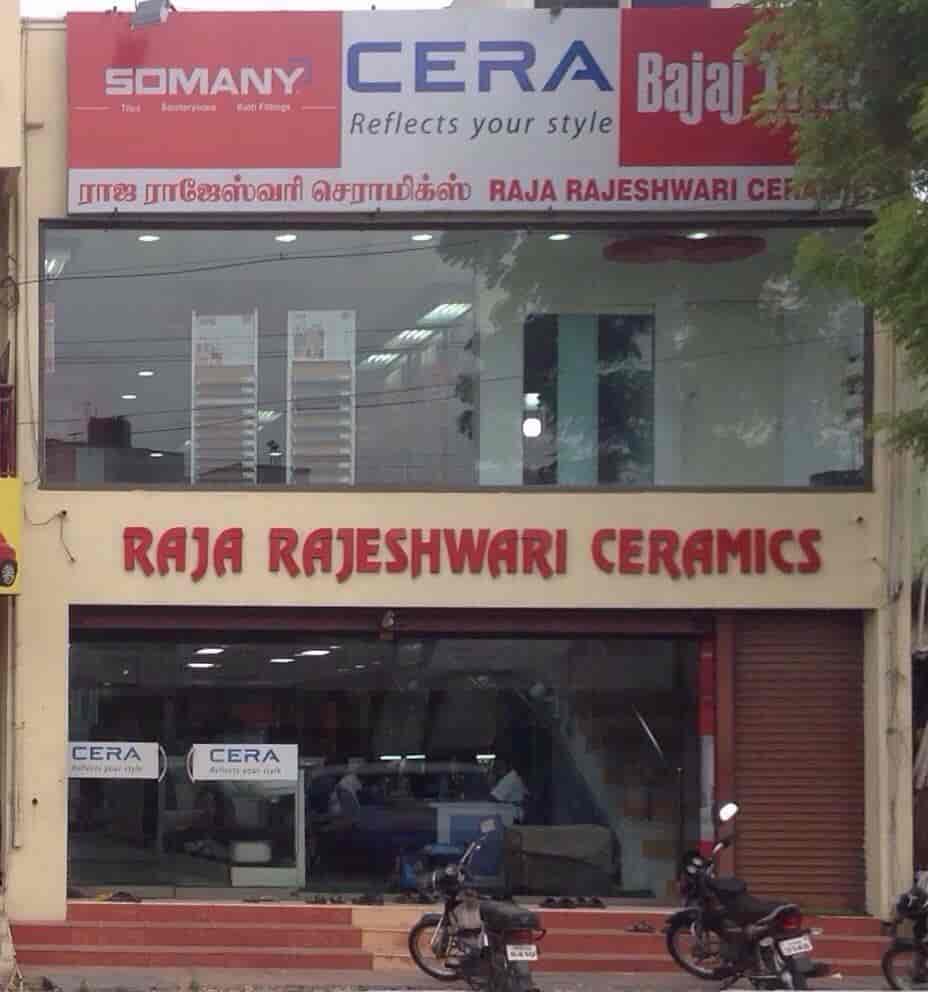 SOMANY
Tiles Sanitaryware Bath Fittings
CERA
Reflects your style
Bajaj
ராஜ ராஜேஸ்வரி செராமிக்ஸ் RAJA RAJESHWARI
RAJA RAJESHWARI CERAMICS
CERA
Reflects your style
CERA
Reflects your style